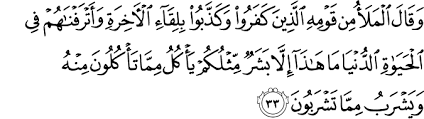 وَقَالَ ٱلْمَلَأُ مِن قَوْمِهِ ٱلَّذِينَ كَفَرُوا۟ وَكَذَّبُوا۟ بِلِقَآءِ ٱلْـَٔاخِرَةِ وَأَتْرَفْنَـٰهُمْ فِى
ٱلْحَيَوٰةِ ٱلدُّنْيَا مَا هَـٰذَآ إِلَّا بَشَرٌ مِّثْلُكُمْ يَأْكُلُ مِمَّا تَأْكُلُونَ مِنْهُ
وَيَشْرَبُ مِمَّا تَشْرَبُونَ ٣٣